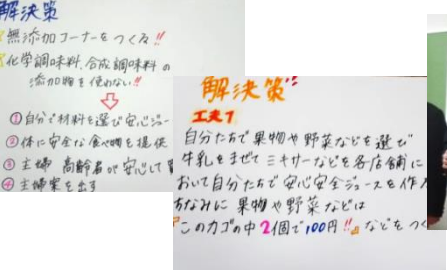 解決策
無添加コーナーをつくる!!
化学調味料、合成調味料の
添加物を使わない!!
①自分で材料を選び安心ジュー
②体に安全な食べ物を提供
③主婦 高齢者が安心して買
④主婦案を出す
解決策!!
工夫1
自分たちで果物や野菜などを選び
牛乳をまぜてミキサーなどを各店舗に
おいて自分たちで安心安全ジュースを作
ちなみに 果物や野菜などは
『このカゴの中2個で100円!!』などをつく